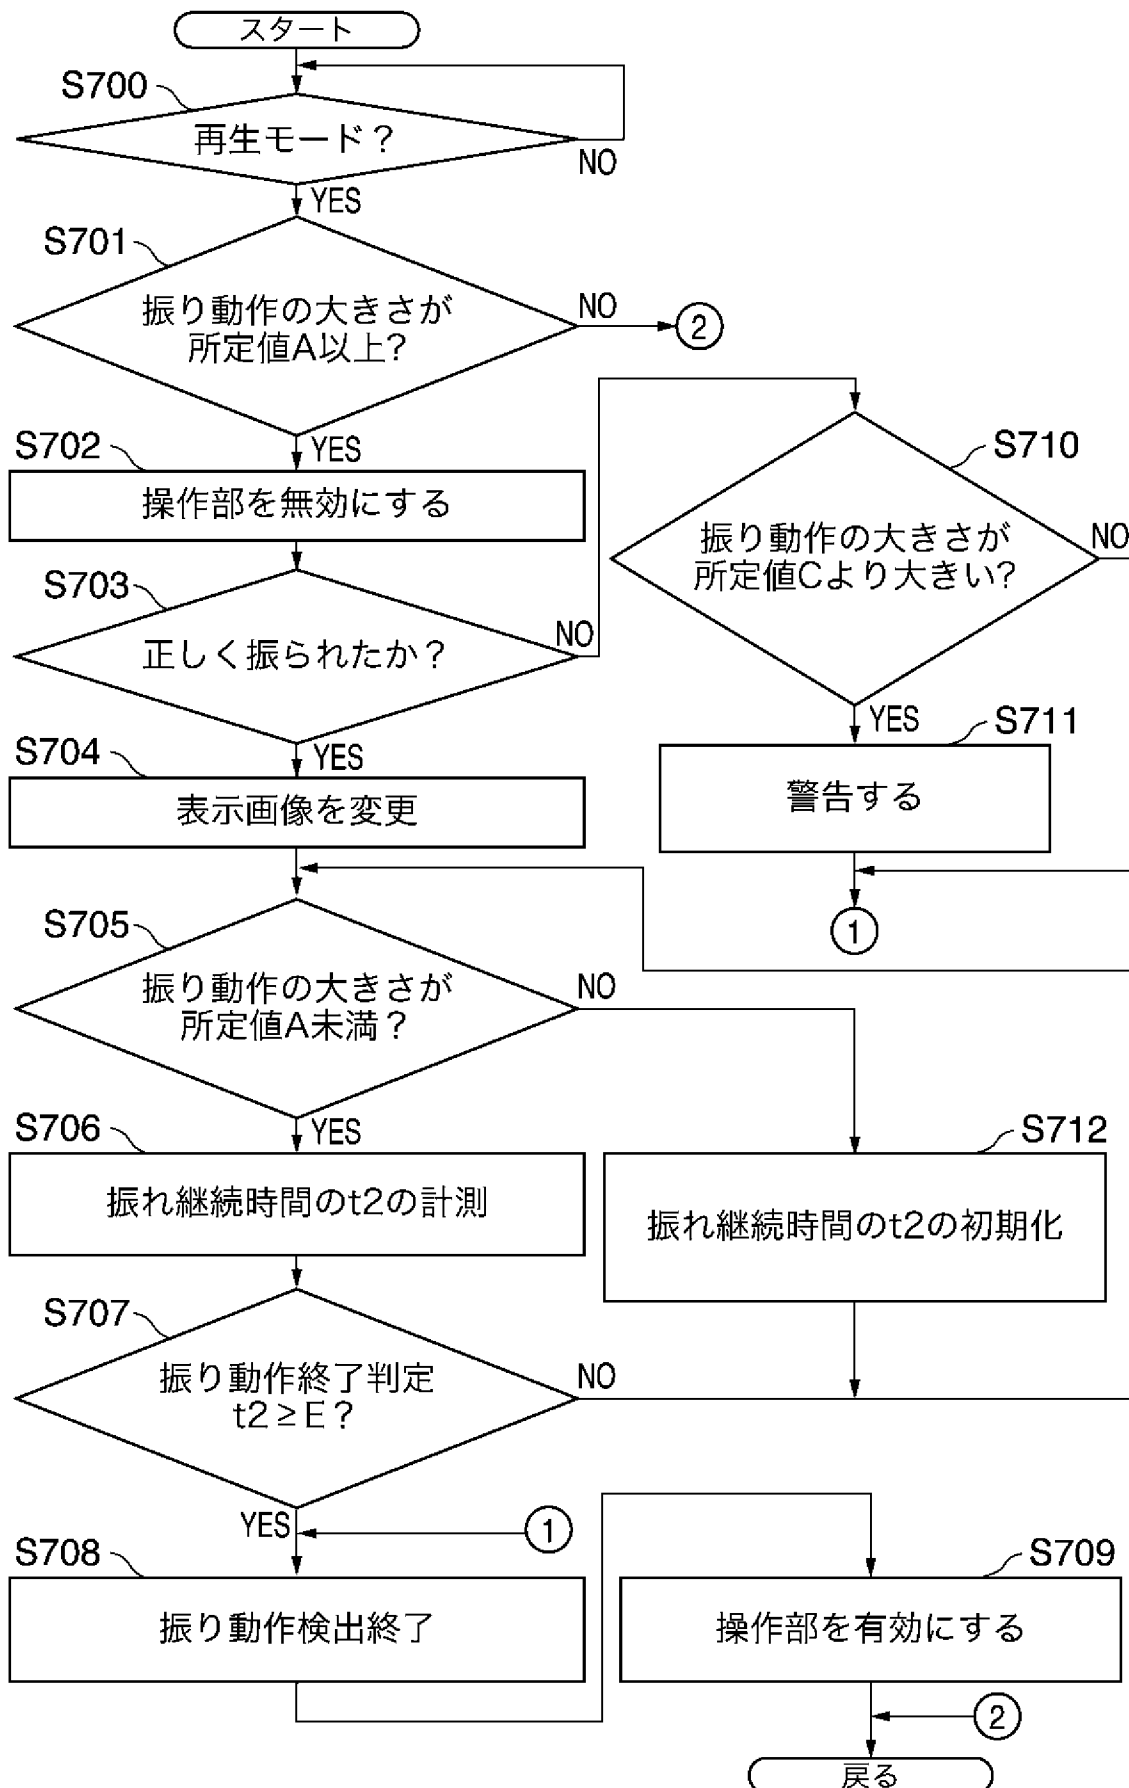 スタート
S700
再生モード?
NO
YES
S701
振り動作の大きさが
所定値A以上?
NO
②
YES
S702
操作部を無効にする
S703
正しく振られたか?
NO
S710
振り動作の大きさが
所定値Cより大きい?
NO
YES
S711
警告する
①
YES
S704
表示画像を変更
S705
振り動作の大きさが
所定値A未満?
NO
YES
S706
振れ継続時間のt2の計測
S712
振れ継続時間のt2の初期化
S707
振り動作終了判定
t2≥E?
NO
YES
①
S708
振り動作検出終了
S709
操作部を有効にする
②
戻る